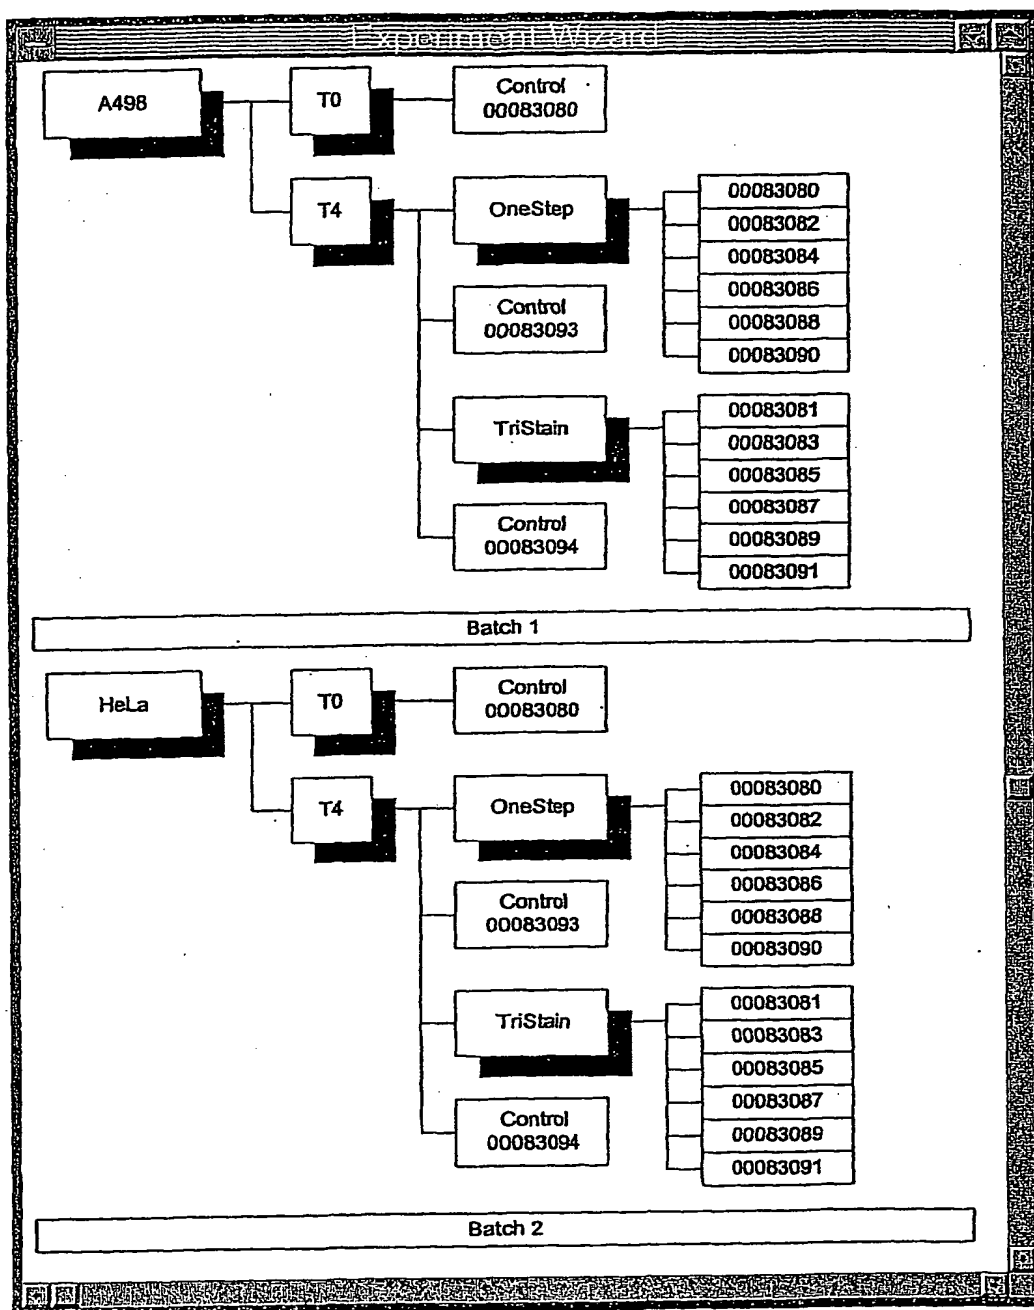 Experiment Wizard
A498
T0
Control
00083080
T4
OneStep
00083080
00083082
00083084
00083086
00083088
00083090
Control
00083093
TriStain
00083081
00083083
00083085
00083087
00083089
00083091
Control
00083094
Batch 1
HeLa
T0
Control
00083080
T4
OneStep
00083080
00083082
00083084
00083086
00083088
00083090
Control
00083093
TriStain
00083081
00083083
00083085
00083087
00083089
00083091
Control
00083094
Batch 2